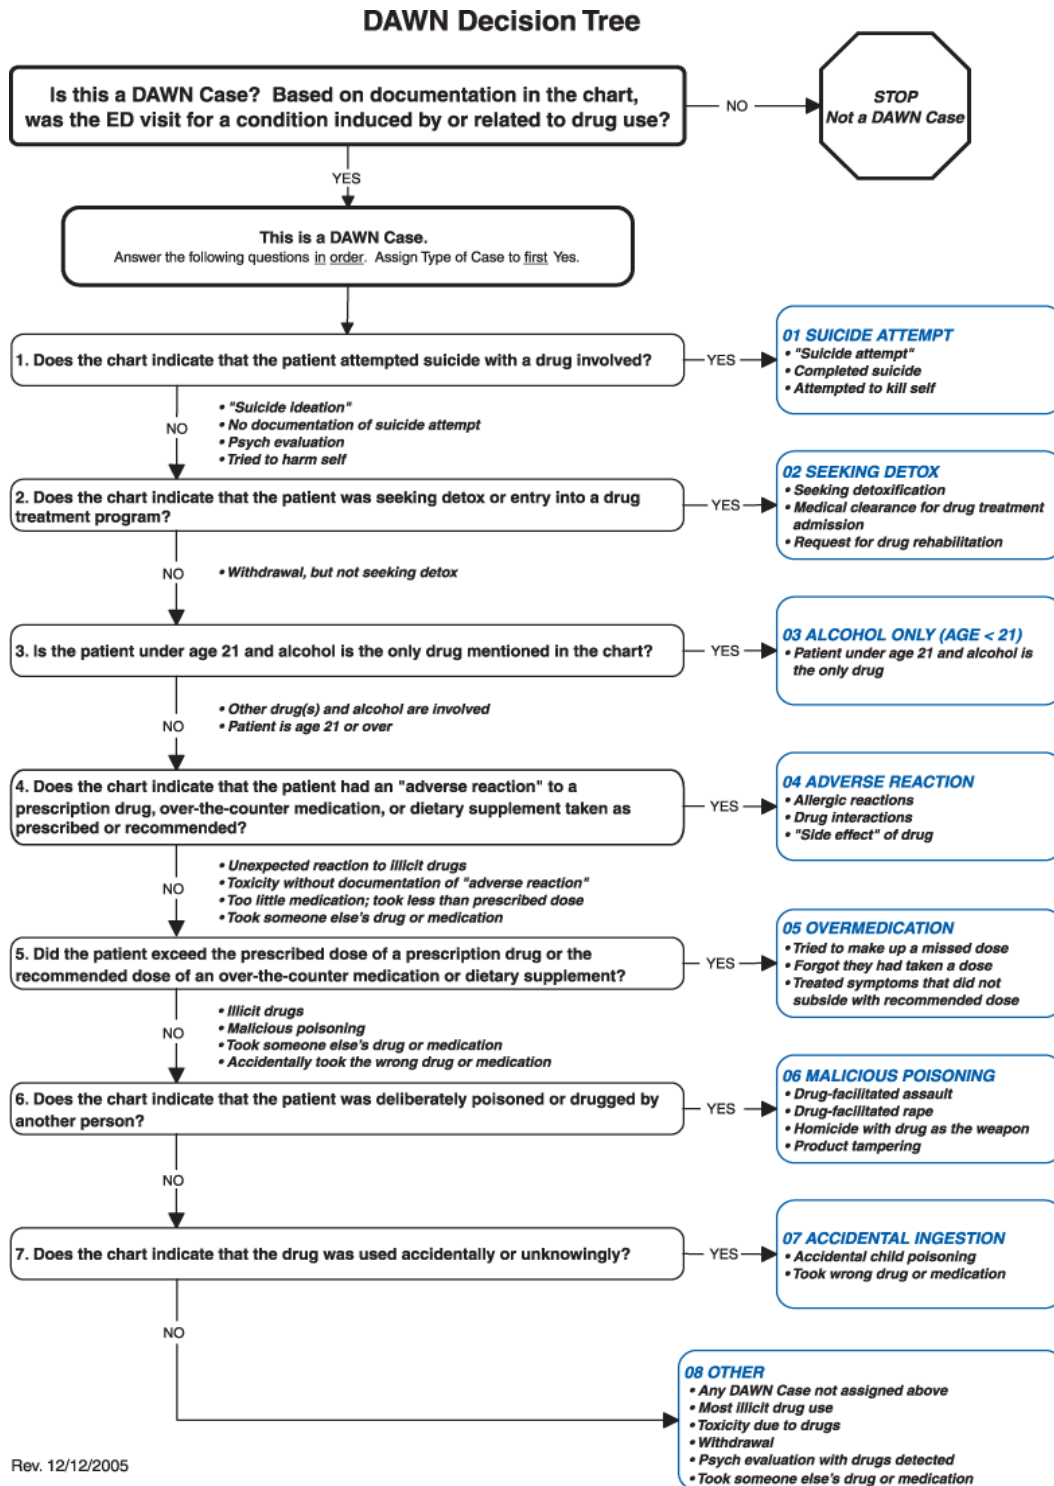 DAWN Decision Tree
Is this a DAWN Case? Based on documentation in the chart,
was the ED visit for a condition induced by or related to drug use?
NO
STOP
Not a DAWN Case
YES
This is a DAWN Case.
Answer the following questions in order. Assign Type of Case to first Yes.
1. Does the chart indicate that the patient attempted suicide with a drug involved?
YES
01 SUICIDE ATTEMPT
• "Suicide attempt"
• Completed suicide
• Attempted to kill self
NO
• "Suicide ideation"
• No documentation of suicide attempt
• Psych evaluation
• Tried to harm self
2. Does the chart indicate that the patient was seeking detox or entry into a drug
treatment program?
YES
02 SEEKING DETOX
• Seeking detoxification
• Medical clearance for drug treatment
admission
• Request for drug rehabilitation
NO
• Withdrawal, but not seeking detox
3. Is the patient under age 21 and alcohol is the only drug mentioned in the chart?
YES
03 ALCOHOL ONLY (AGE < 21)
• Patient under age 21 and alcohol is
the only drug
NO
• Other drug(s) and alcohol are involved
• Patient is age 21 or over
4. Does the chart indicate that the patient had an "adverse reaction" to a
prescription drug, over-the-counter medication, or dietary supplement taken as
prescribed or recommended?
YES
04 ADVERSE REACTION
• Allergic reactions
• Drug interactions
• "Side effect" of drug
NO
• Unexpected reaction to illicit drugs
• Toxicity without documentation of "adverse reaction"
• Too little medication; took less than prescribed dose
• Took someone else's drug or medication
5. Did the patient exceed the prescribed dose of a prescription drug or the
recommended dose of an over-the-counter medication or dietary supplement?
YES
05 OVERMEDICATION
• Tried to make up a missed dose
• Forgot they had taken a dose
• Treated symptoms that did not
subside with recommended dose
NO
• Illicit drugs
• Malicious poisoning
• Took someone else's drug or medication
• Accidentally took the wrong drug or medication
6. Does the chart indicate that the patient was deliberately poisoned or drugged by
another person?
YES
06 MALICIOUS POISONING
• Drug-facilitated assault
• Drug-facilitated rape
• Homicide with drug as the weapon
• Product tampering
NO
7. Does the chart indicate that the drug was used accidentally or unknowingly?
YES
07 ACCIDENTAL INGESTION
• Accidental child poisoning
• Took wrong drug or medication
NO
08 OTHER
• Any DAWN Case not assigned above
• Most illicit drug use
• Toxicity due to drugs
• Withdrawal
• Psych evaluation with drugs detected
• Took someone else's drug or medication
Rev. 12/12/2005